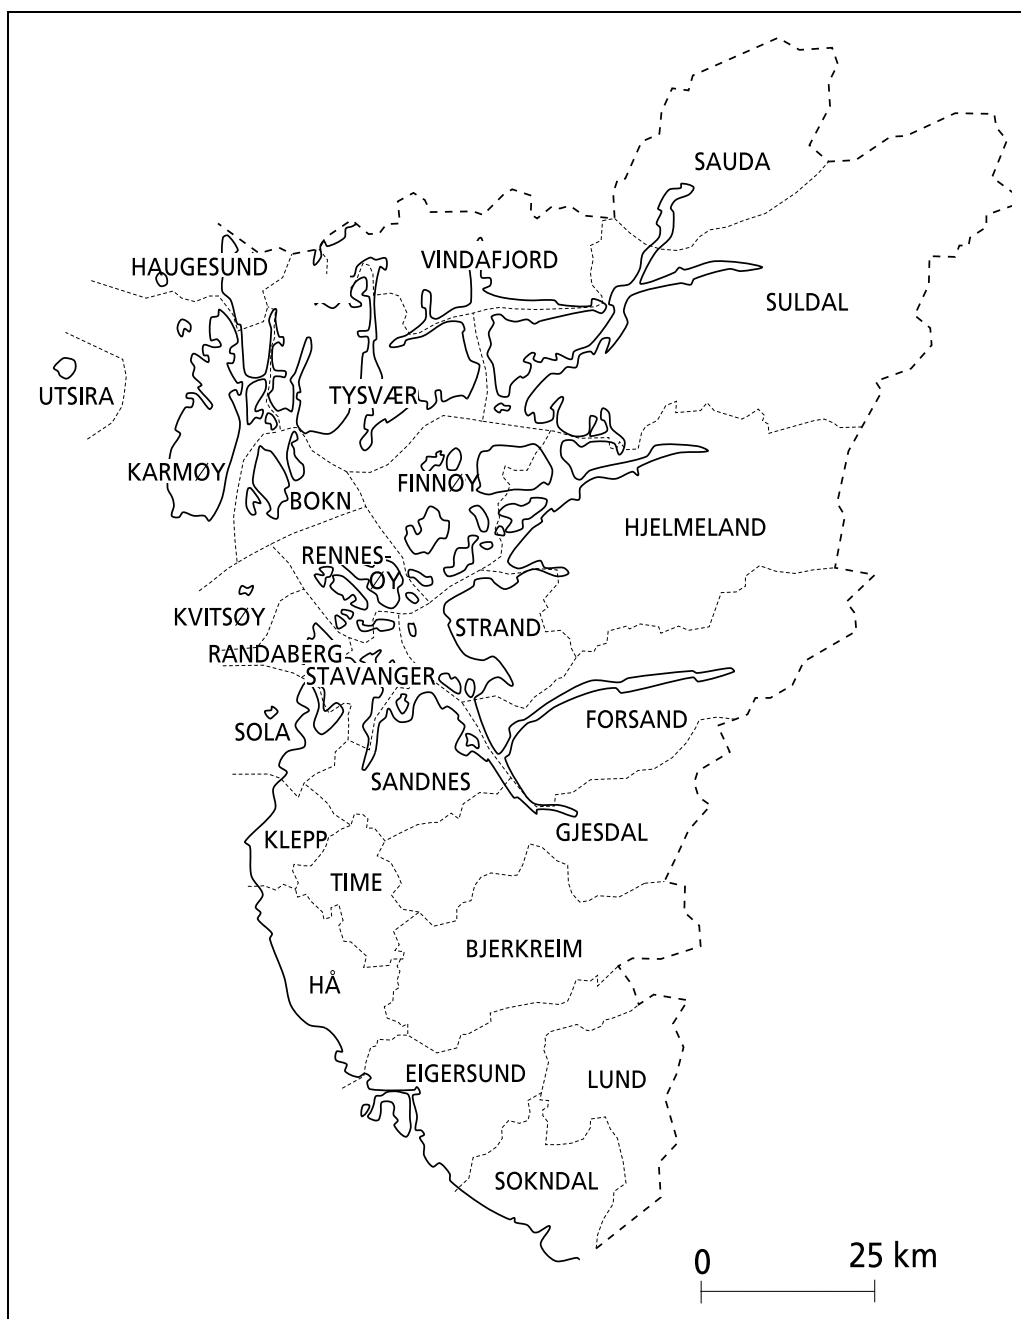 SAUDA
HAUGESUND
VINDAFJORD
SULDAL
UTSIRA
TYSVÆR
KARMØY
BOKN
FINNØY
HJELMELAND
RENNES-
ØY
KVITSØY
STRAND
RANDABERG
STAVANGER
SOLA
FORSAND
SANDNES
GJESDAL
KLEPP
TIME
BJERKREIM
HÅ
EIGERSUND
LUND
SOKNDAL
0 25 km